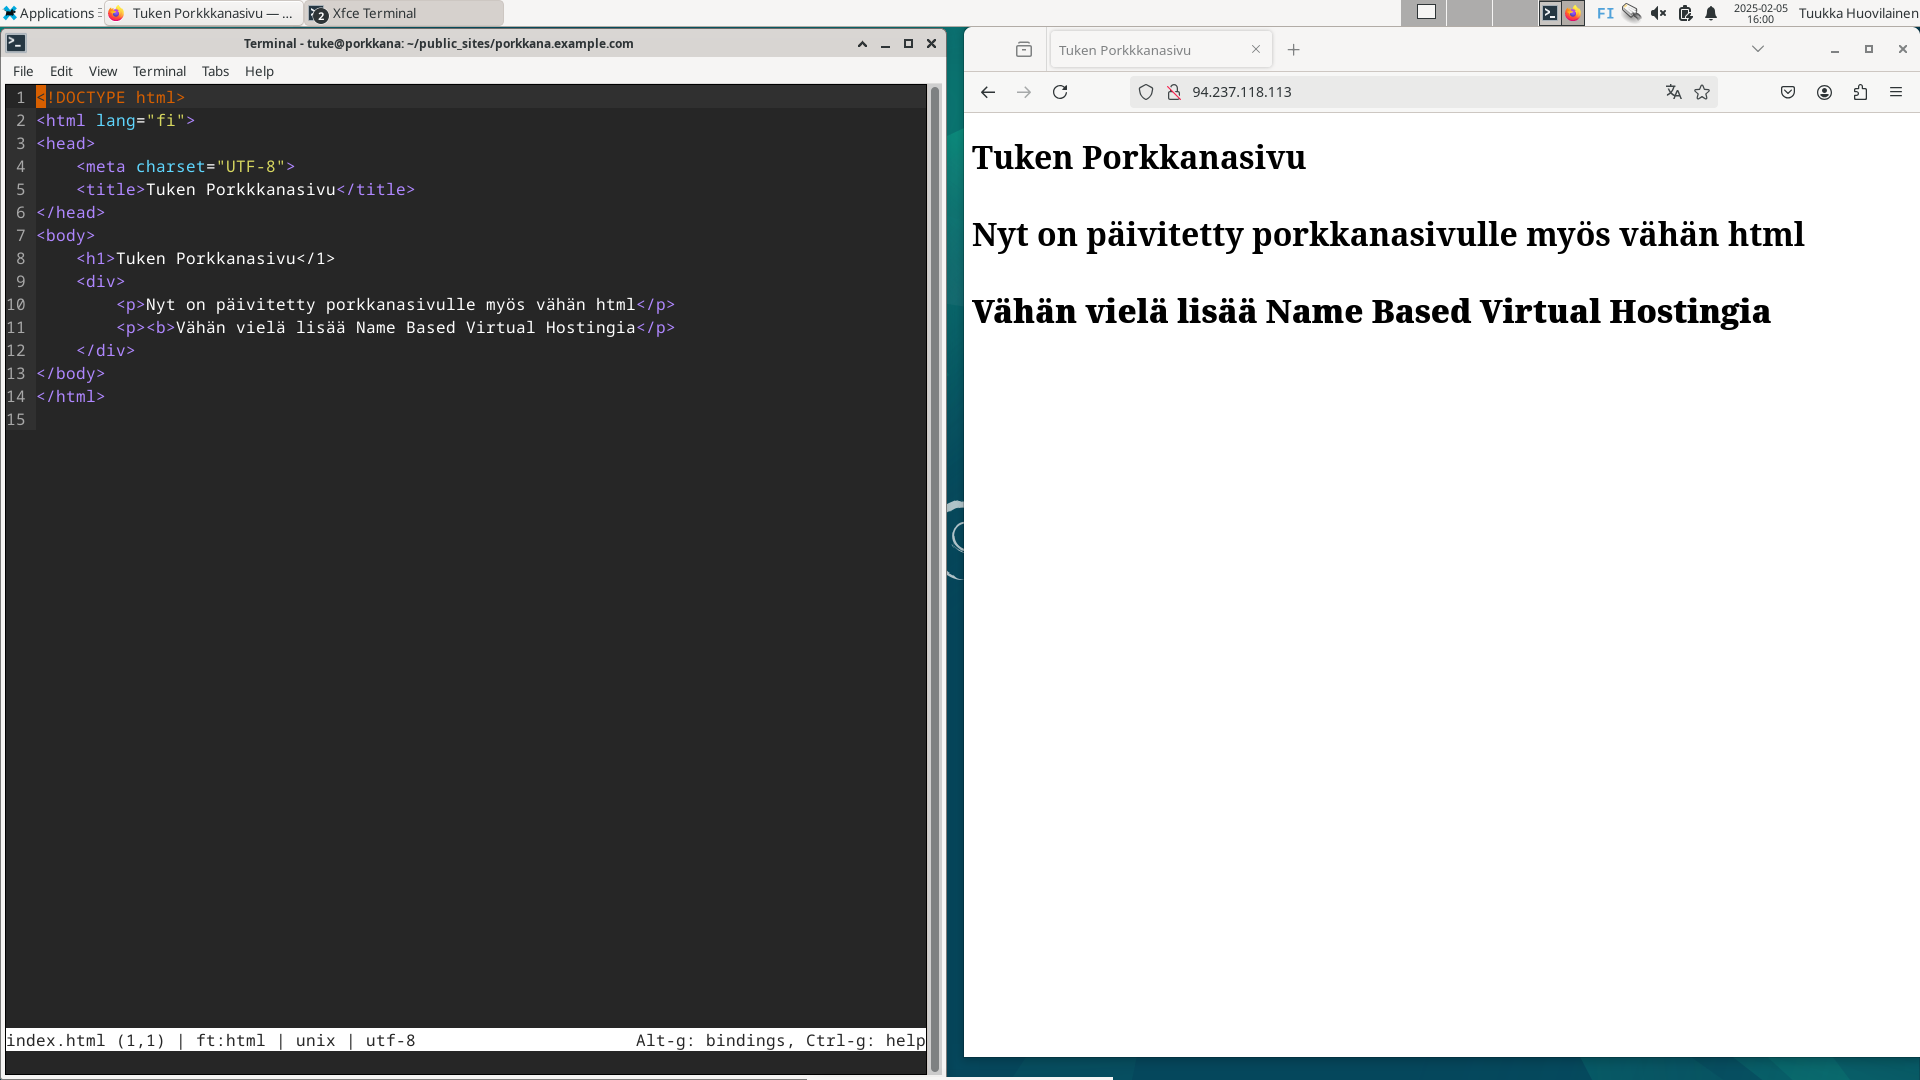 Applications
Tuken Porkkkanasivu — ...
2
Xfce Terminal
FI
2025-02-05
16:00
Tuukka Huovilainen
Terminal - tuke@porkkana: ~/public_sites/porkkana.example.com
File Edit View Terminal Tabs Help
1 <!DOCTYPE html>
2 <html lang="fi">
3 <head>
4     <meta charset="UTF-8">
5     <title>Tuken Porkkkanasivu</title>
6 </head>
7 <body>
8     <h1>Tuken Porkkanasivu</1>
9     <div>
10         <p>Nyt on päivitetty porkkanasivulle myös vähän html</p>
11         <p><b>Vähän vielä lisää Name Based Virtual Hostingia</p>
12     </div>
13 </body>
14 </html>
15
index.html (1,1) | ft:html | unix | utf-8 Alt-g: bindings, Ctrl-g: help
Tuken Porkkkanasivu
94.237.118.113
Tuken Porkkanasivu
Nyt on päivitetty porkkanasivulle myös vähän html
Vähän vielä lisää Name Based Virtual Hostingia